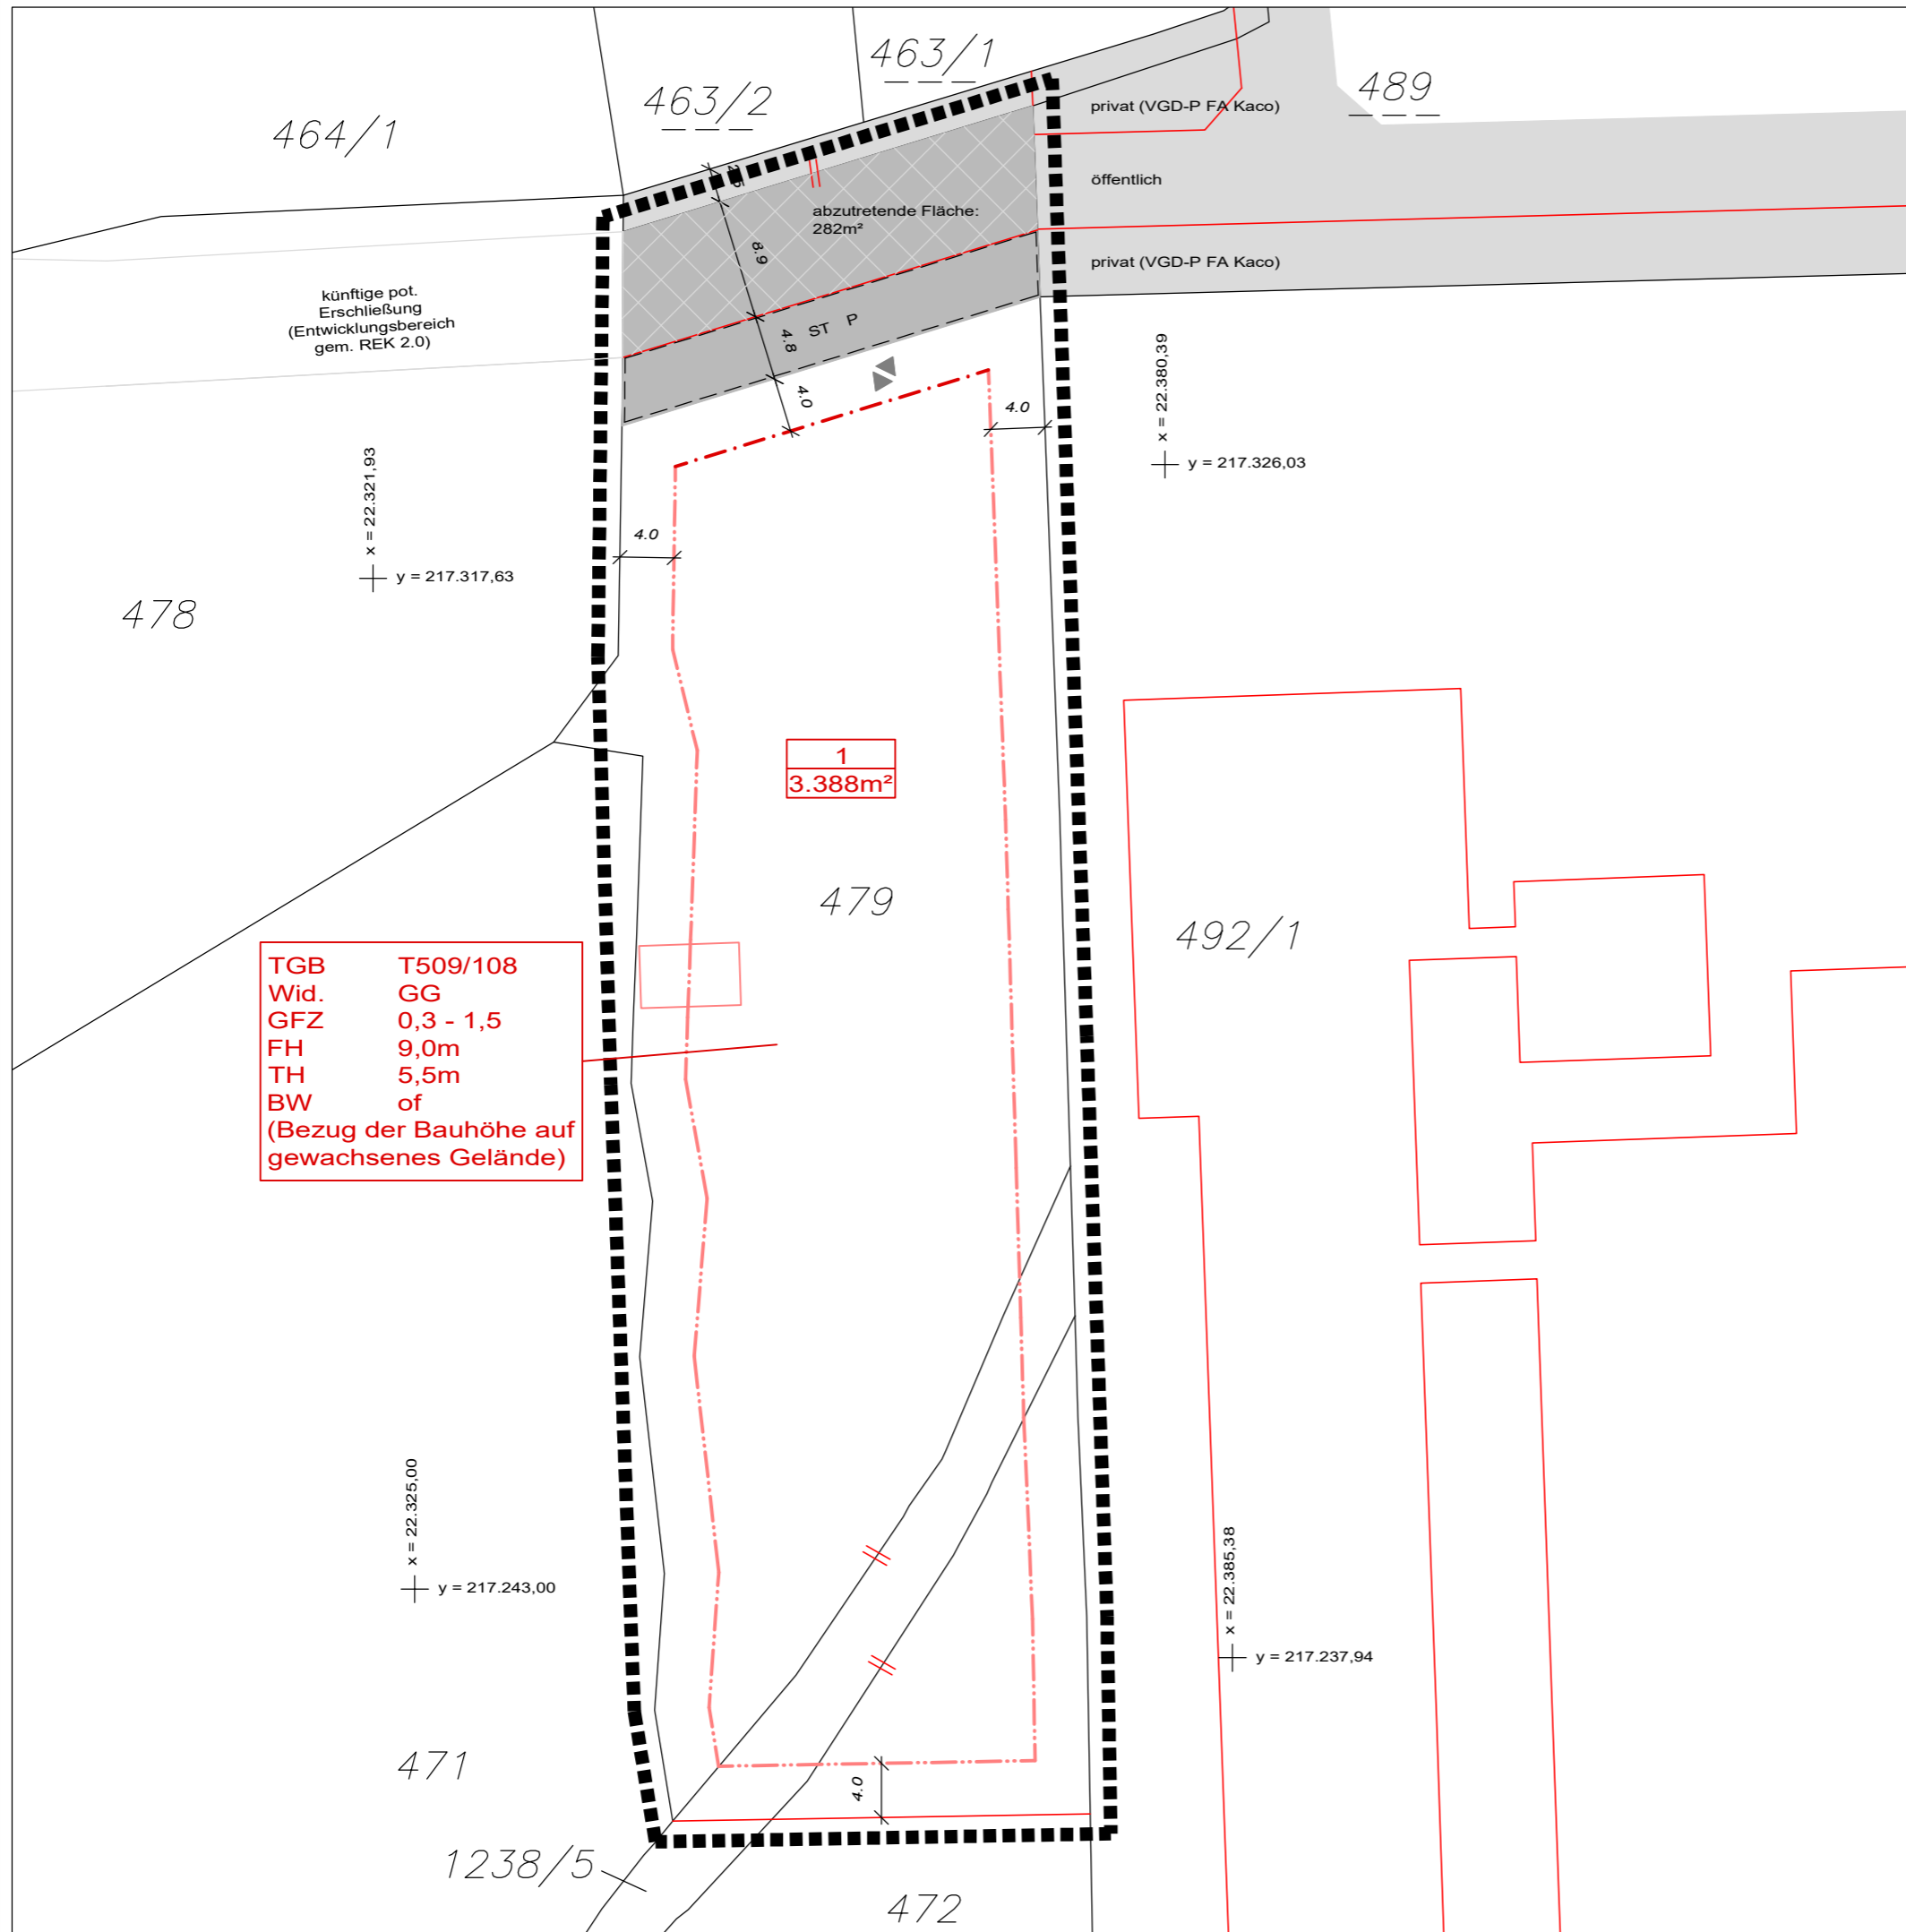 463/1
463/2
489
464/1
privat (VGD-P FA Kaco)
2.5
öffentlich
abzutretende Fläche:
282m²
8.9
privat (VGD-P FA Kaco)
künftige pot.
Erschließung
(Entwicklungsbereich
gem. REK 2.0)
ST P
4.8
4.0
4.0
x = 22.380,39
y = 217.326,03
x = 22.321,93
y = 217.317,63
4.0
478
1
3.388m²
479
492/1
TGB T509/108
Wid. GG
GFZ 0,3 - 1,5
FH 9,0m
TH 5,5m
BW of
(Bezug der Bauhöhe auf
gewachsenes Gelände)
x = 22.325,00
y = 217.243,00
x = 22.385,38
y = 217.237,94
471
4.0
1238/5
472